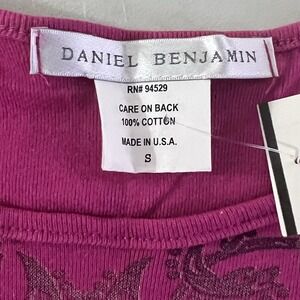 DANIEL BENJAMIN
RN# 94529
CARE ON BACK
100% COTTON
MADE IN U.S.A.
S